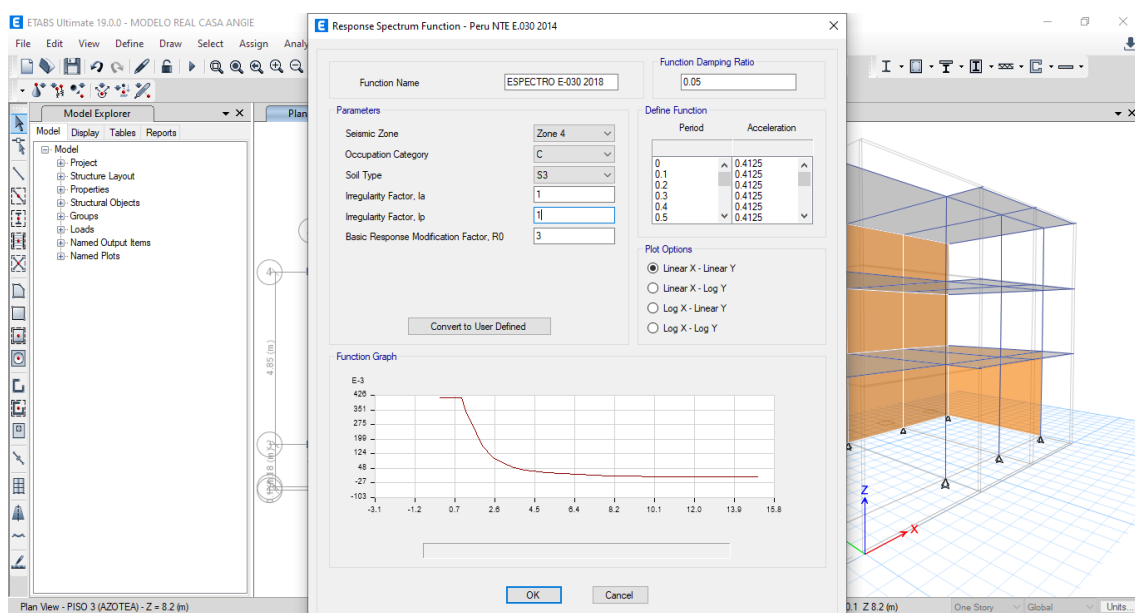 ETABS Ultimate 19.0.0 - MODELO REAL CASA ANGIE
File Edit View Define Draw Select Assign Analy
Model Explorer
Model Display Tables Reports
Model
Project
Structure Layout
Properties
Structural Objects
Groups
Loads
Named Output Items
Named Plots
Plan
4
4.85 (m)
Response Spectrum Function - Peru NTE E.030 2014
Function Name
ESPECTRO E-030 2018
Function Damping Ratio
0.05
Parameters
Seismic Zone
Zone 4
Occupation Category
C
Soil Type
S3
Irregularity Factor, Ia
1
Irregularity Factor, Ip
1
Basic Response Modification Factor, R0
3
Convert to User Defined
Define Function
Period Acceleration
0 0.4125
0.1 0.4125
0.2 0.4125
0.3 0.4125
0.4 0.4125
0.5 0.4125
Plot Options
Linear X - Linear Y
Linear X - Log Y
Log X - Linear Y
Log X - Log Y
Function Graph
E-3
426
351
275
199
124
48
-27
-103
-3.1 -1.2 0.7 2.6 4.5 6.4 8.2 10.1 12.0 13.9 15.8
OK Cancel
Z
X
Plan View - PISO 3 (AZOTEA) - Z = 8.2 (m)
0.1 Z 8.2 (m) One Story Global Units...